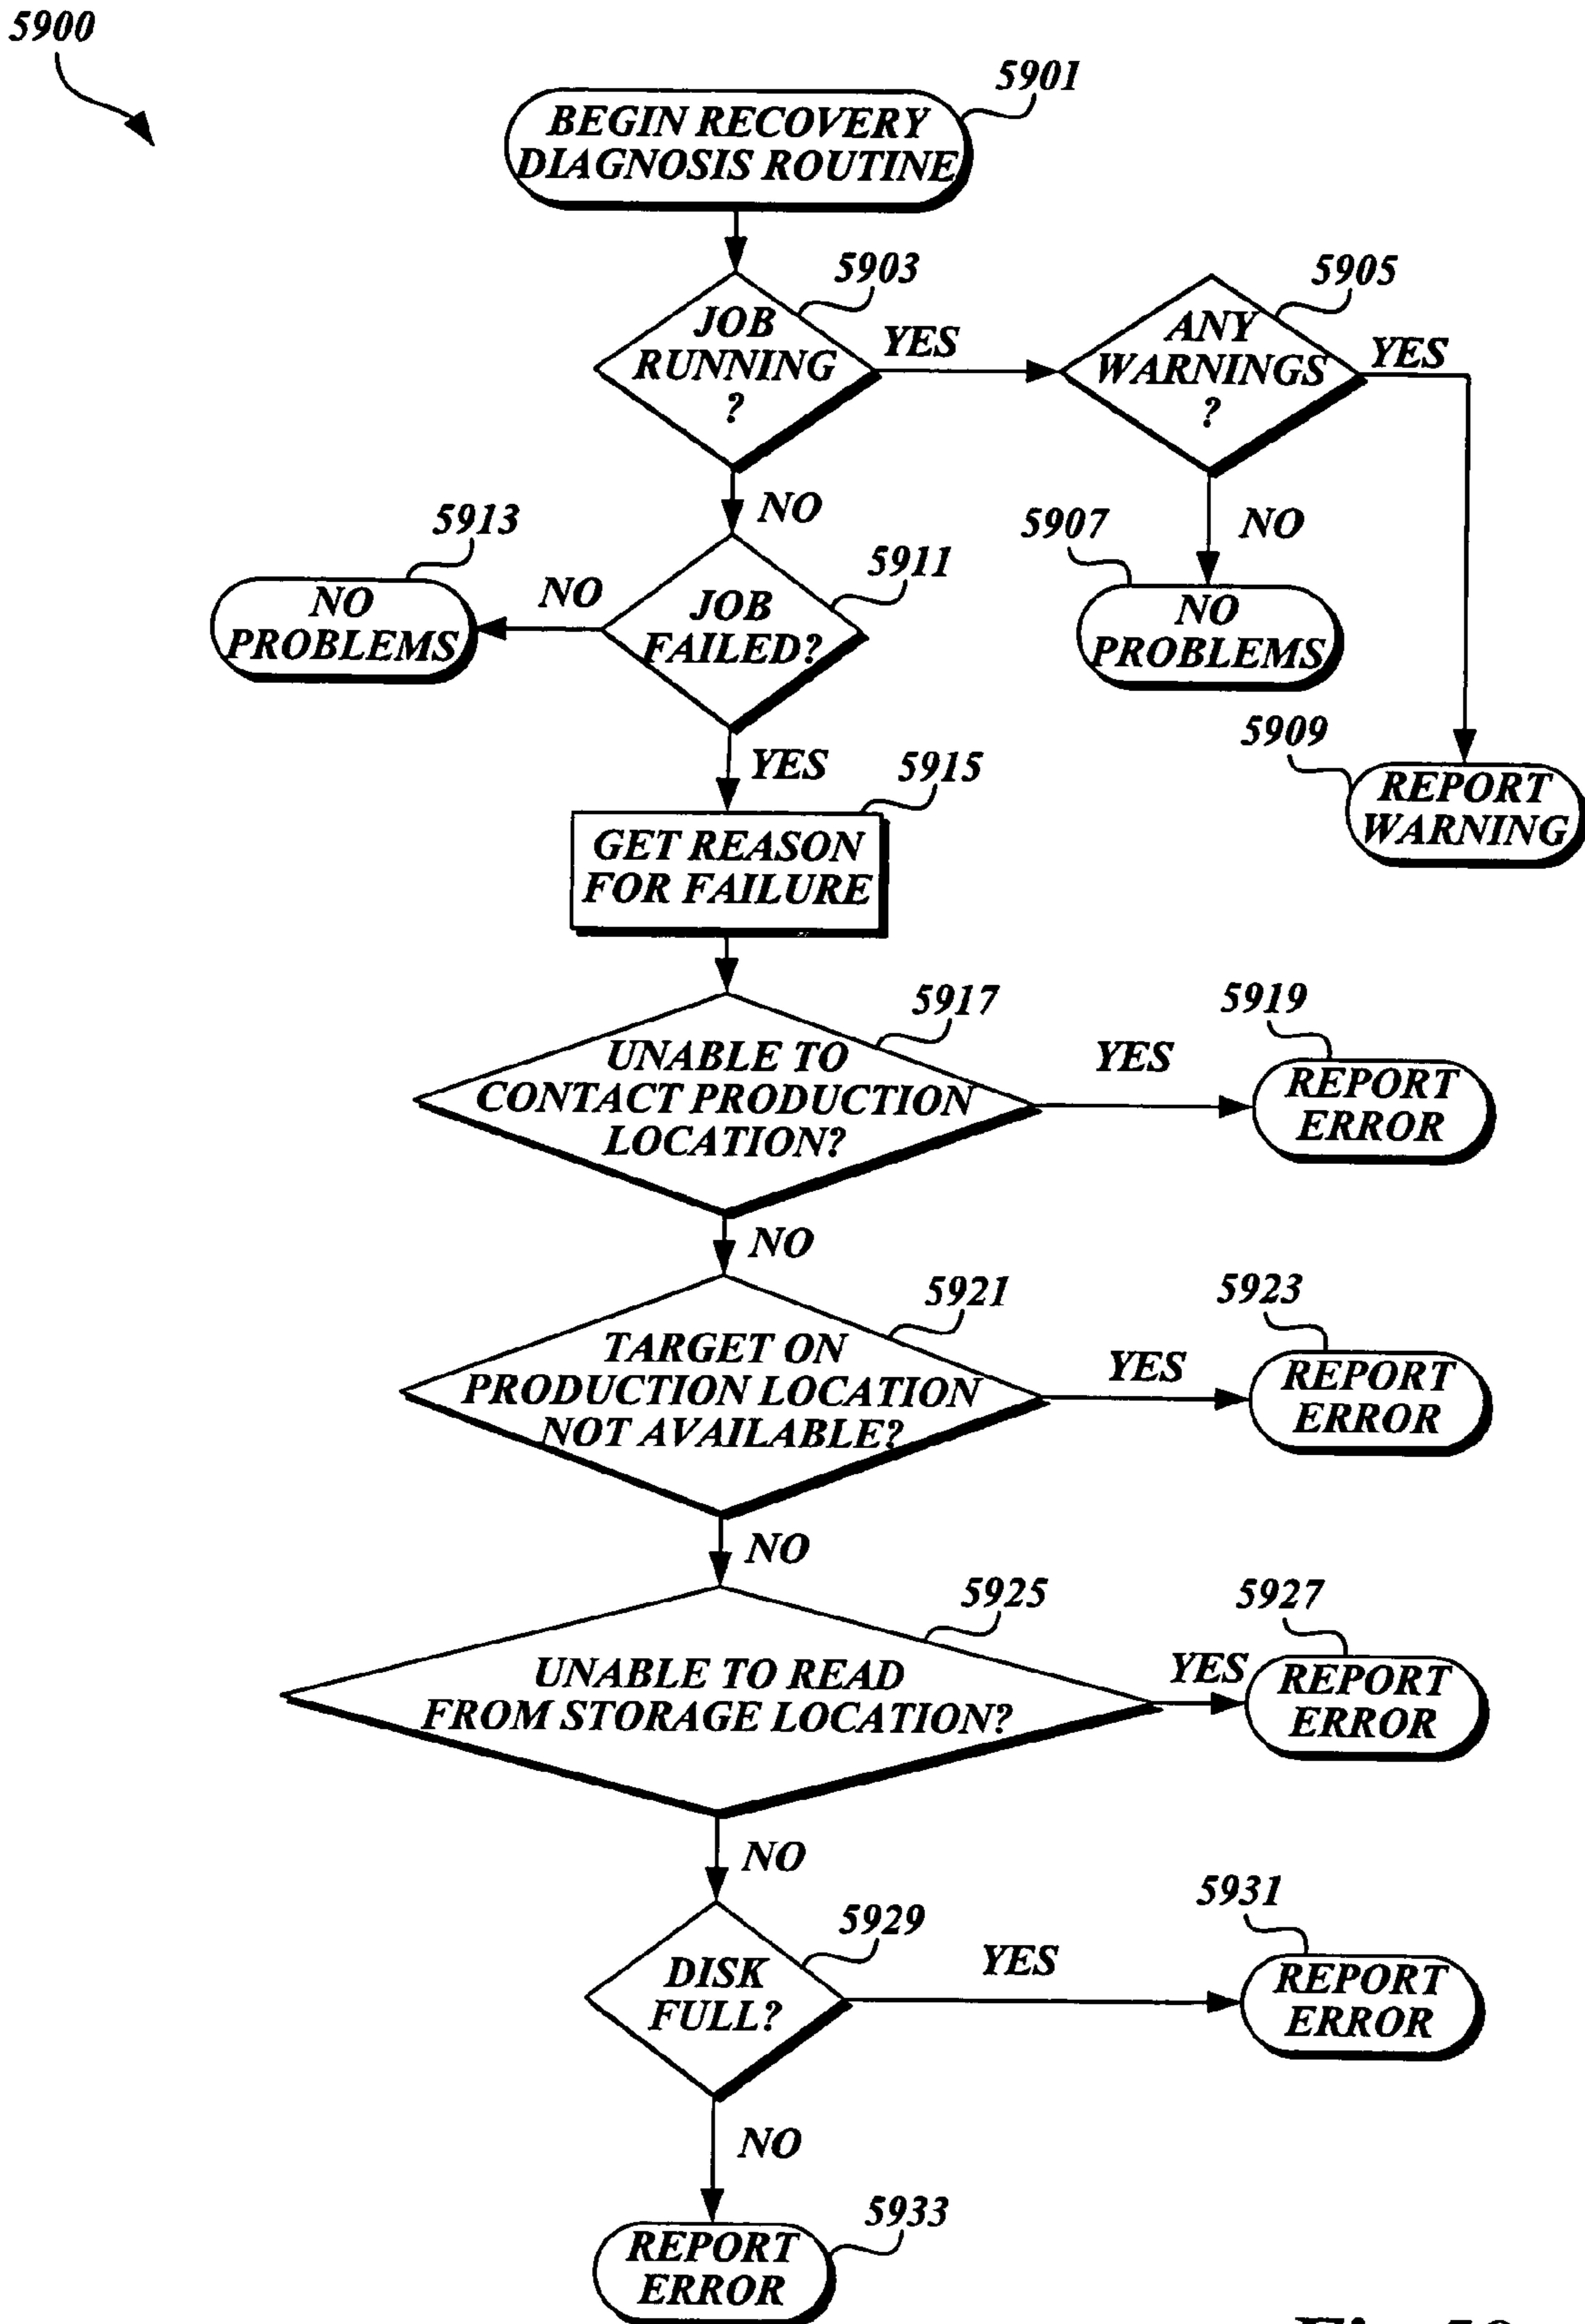 5900
5901
BEGIN RECOVERY
DIAGNOSIS ROUTINE
5903
JOB
RUNNING
?
YES
5905
ANY
WARNINGS
?
YES
NO
NO
5913
NO
PROBLEMS
NO
5911
JOB
FAILED?
5907
NO
PROBLEMS
5909
REPORT
WARNING
YES
5915
GET REASON
FOR FAILURE
5917
UNABLE TO
CONTACT PRODUCTION
LOCATION?
YES
5919
REPORT
ERROR
NO
5921
TARGET ON
PRODUCTION LOCATION
NOT AVAILABLE?
YES
5923
REPORT
ERROR
NO
5925
UNABLE TO READ
FROM STORAGE LOCATION?
YES
5927
REPORT
ERROR
NO
5929
DISK
FULL?
YES
5931
REPORT
ERROR
NO
5933
REPORT
ERROR